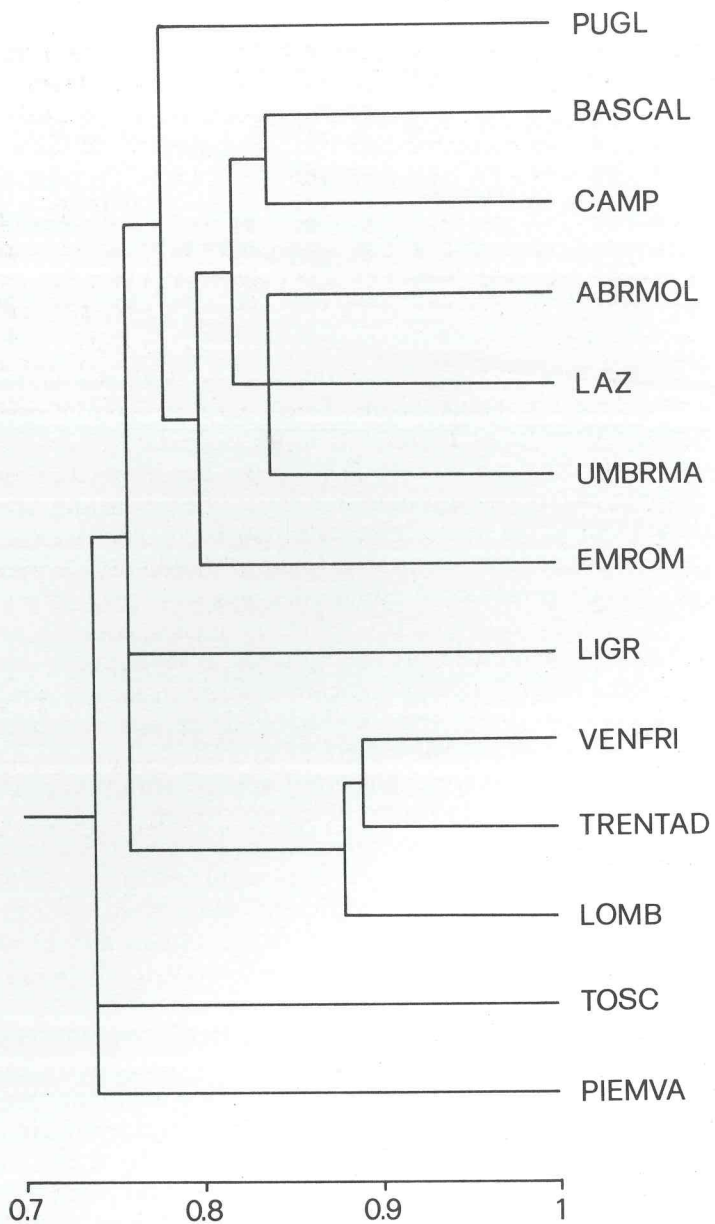 PUGL
BASCAL
CAMP
ABRMOL
LAZ
UMBRMA
EMROM
LIGR
VENFRI
TRENTAD
LOMB
TOSC
PIEMVA
0.7 0.8 0.9 1